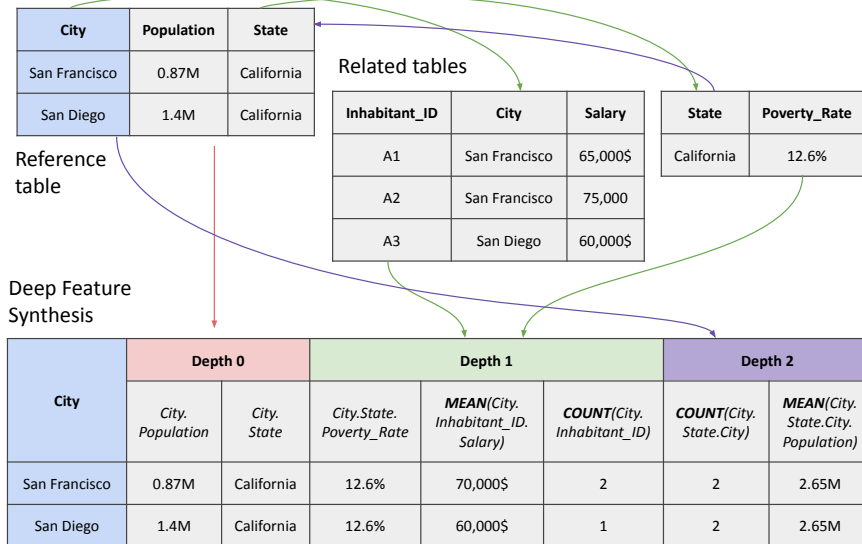 City Population State
San Francisco 0.87M California
San Diego 1.4M California
Reference
table
Related tables
Inhabitant_ID City Salary
A1 San Francisco 65,000$
A2 San Francisco 75,000
A3 San Diego 60,000$
State Poverty_Rate
California 12.6%
Deep Feature
Synthesis
City
Depth 0 Depth 1 Depth 2
City.
Population
City.
State
City.State.
Poverty_Rate
MEAN(City.
Inhabitant_ID.
Salary)
COUNT(City.
Inhabitant_ID)
COUNT(City.
State.City)
MEAN(City.
State.City.
Population)
San Francisco 0.87M California 12.6% 70,000$ 2 2 2.65M
San Diego 1.4M California 12.6% 60,000$ 1 2 2.65M